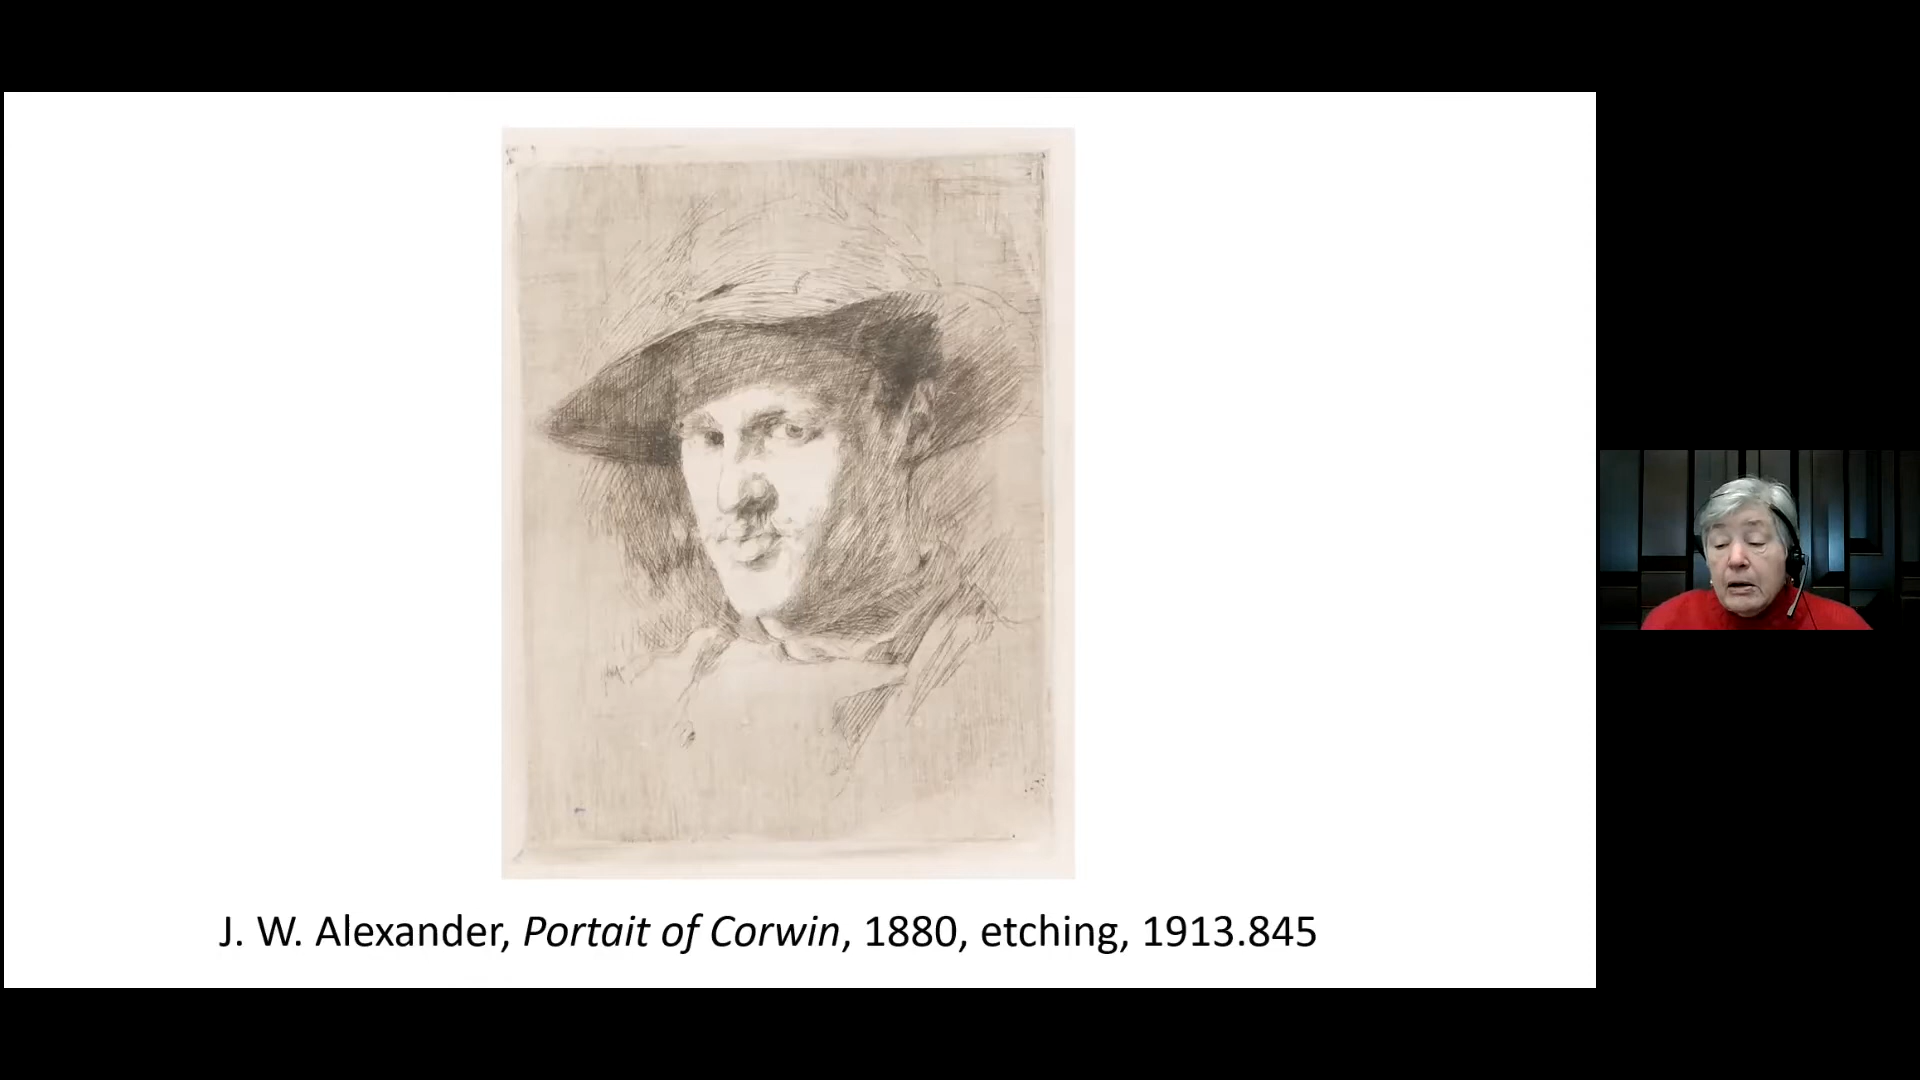 J. W. Alexander, Portait of Corwin, 1880, etching, 1913.845